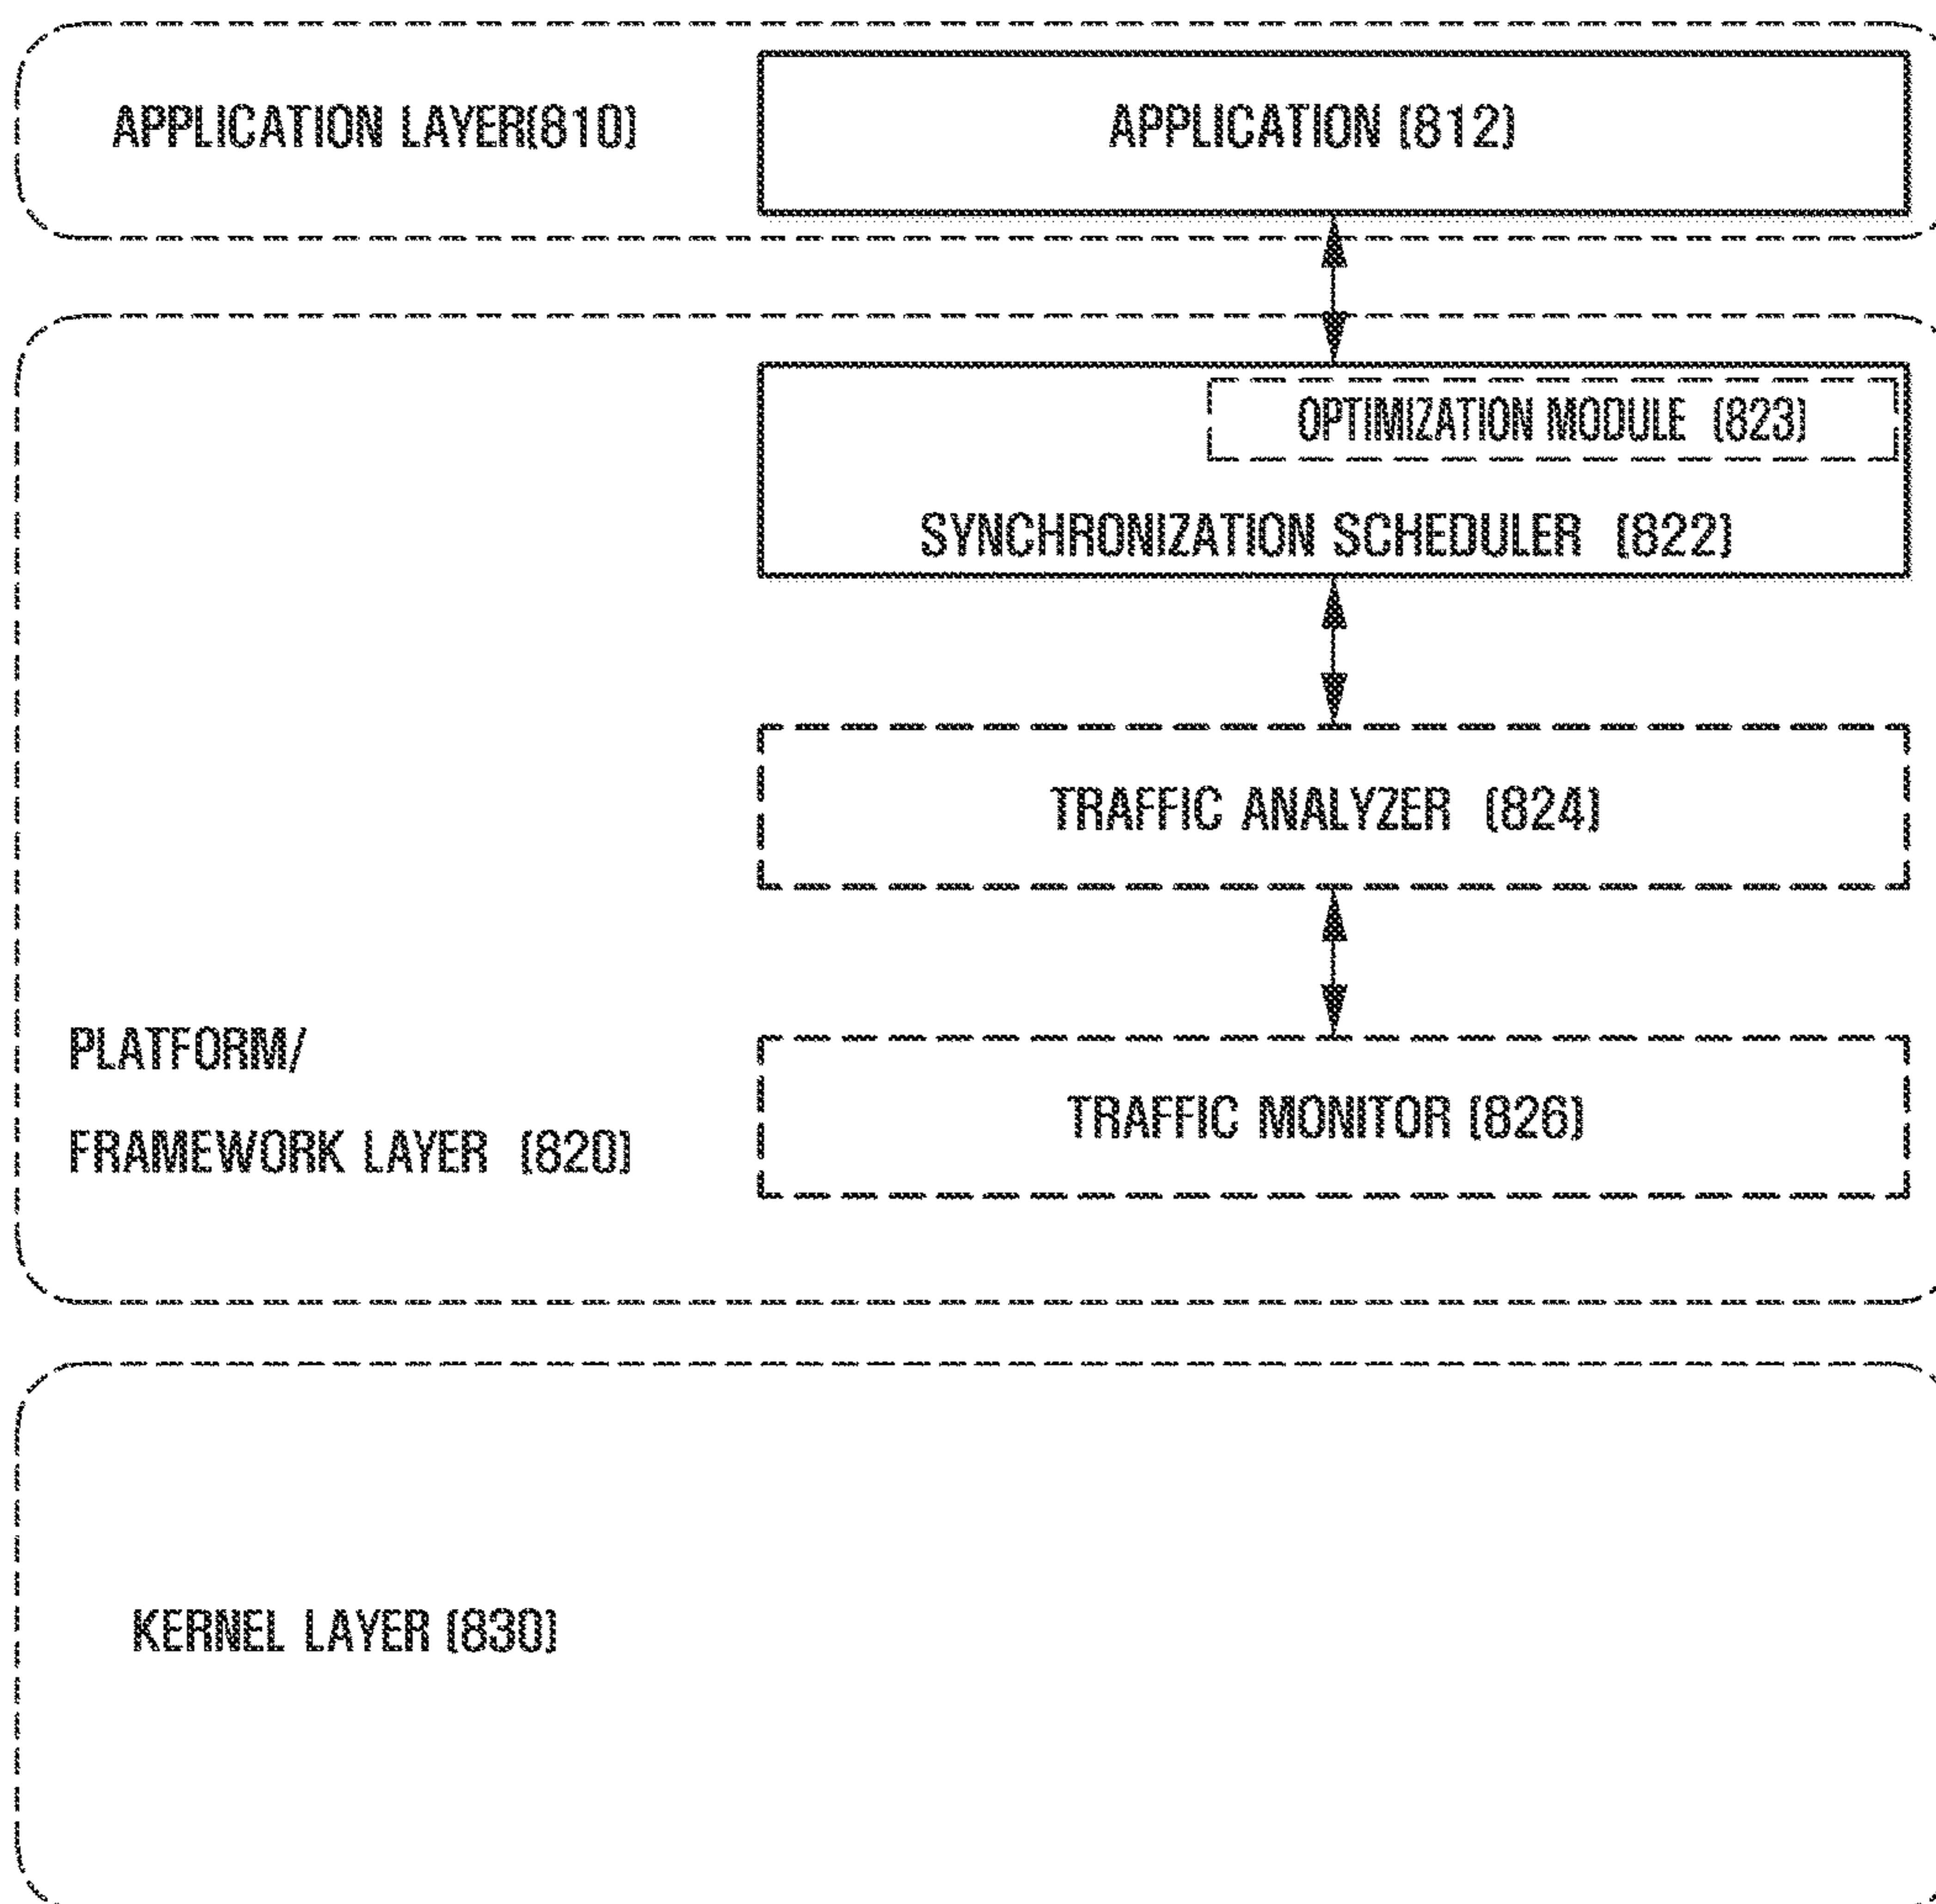 APPLICATION LAYER(810)
APPLICATION (812)
OPTIMIZATION MODULE (823)
SYNCHRONIZATION SCHEDULER (822)
TRAFFIC ANALYZER (824)
TRAFFIC MONITOR (826)
PLATFORM/
FRAMEWORK LAYER (820)
KERNEL LAYER (830)